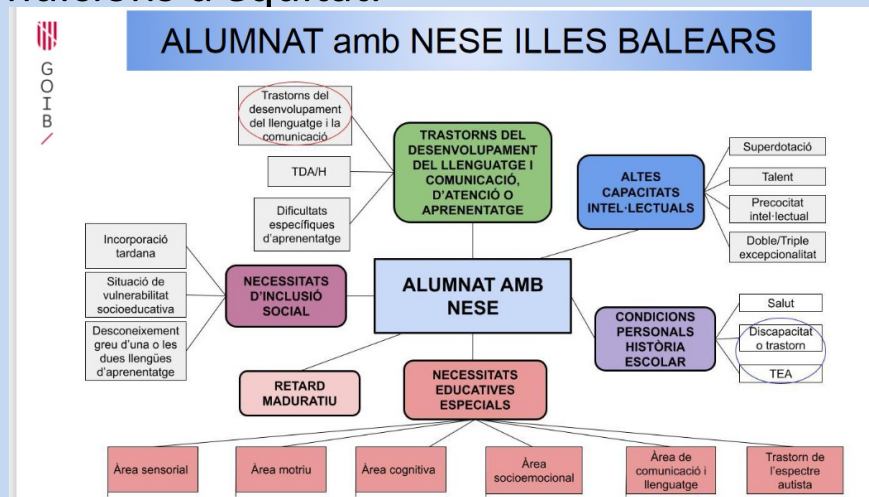 ndicions d'equitat.
GOIB/
ALUMNAT amb NESE ILLES BALEARS
Trastorns del
desenvolupament
del llenguatge i la
comunicació
TDA/H
Dificultats
específiques
d'aprenentatge
TRASTORNS DEL
DESENVOLUPAMENT
DEL LLENGUATGE I
COMUNICACIÓ,
D'ATENCIÓ O
APRENENTATGE
ALTES
CAPACITATS
INTEL·LECTUALS
Superdotació
Talent
Precocitat
intel·lectual
Doble/Triple
excepcionalitat
Incorporació
tardana
Situació de
vulnerabilitat
socioeducativa
Desconeixement
greu d'una o les
dues llengües
d'aprenentatge
NECESSITATS
D'INCLUSIÓ
SOCIAL
ALUMNAT AMB
NESE
CONDICIONS
PERSONALS
HISTÒRIA
ESCOLAR
Salut
Discapacitat
o trastorn
TEA
RETARD
MADURATIU
NECESSITATS
EDUCATIVES
ESPECIALS
Àrea sensorial
Àrea motriu
Àrea cognitiva
Àrea
socioemocional
Àrea de
comunicació i
llenguatge
Trastorn de
l'espectre
autista